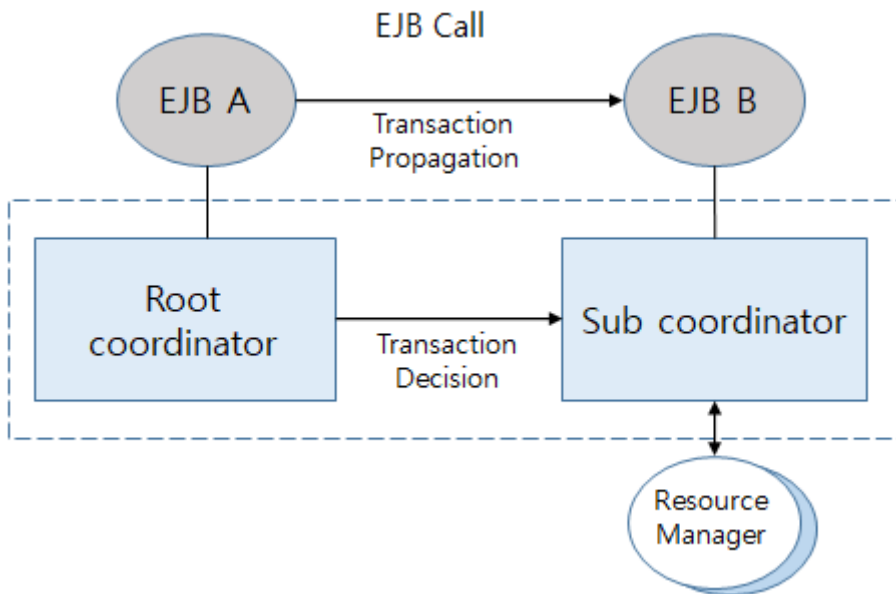 EJB Call
EJB A
EJB B
Transaction
Propagation
Root
coordinator
Sub coordinator
Transaction
Decision
Resource
Manager